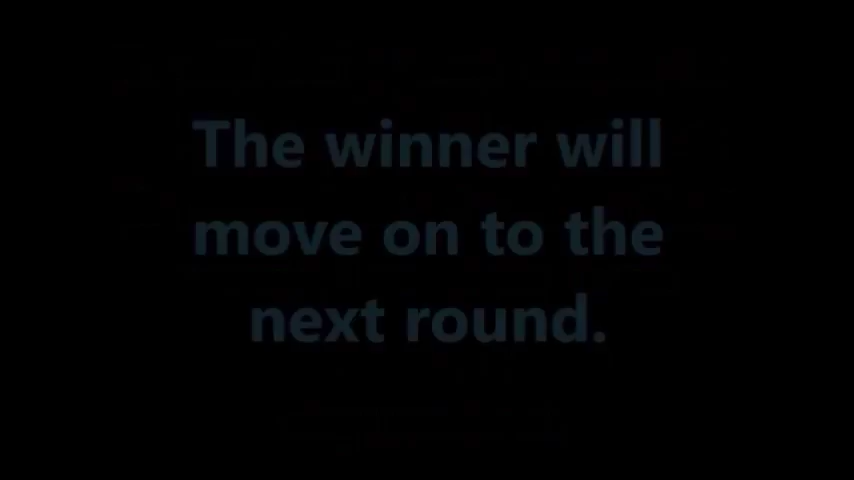 The winner will
move on to the
next round.